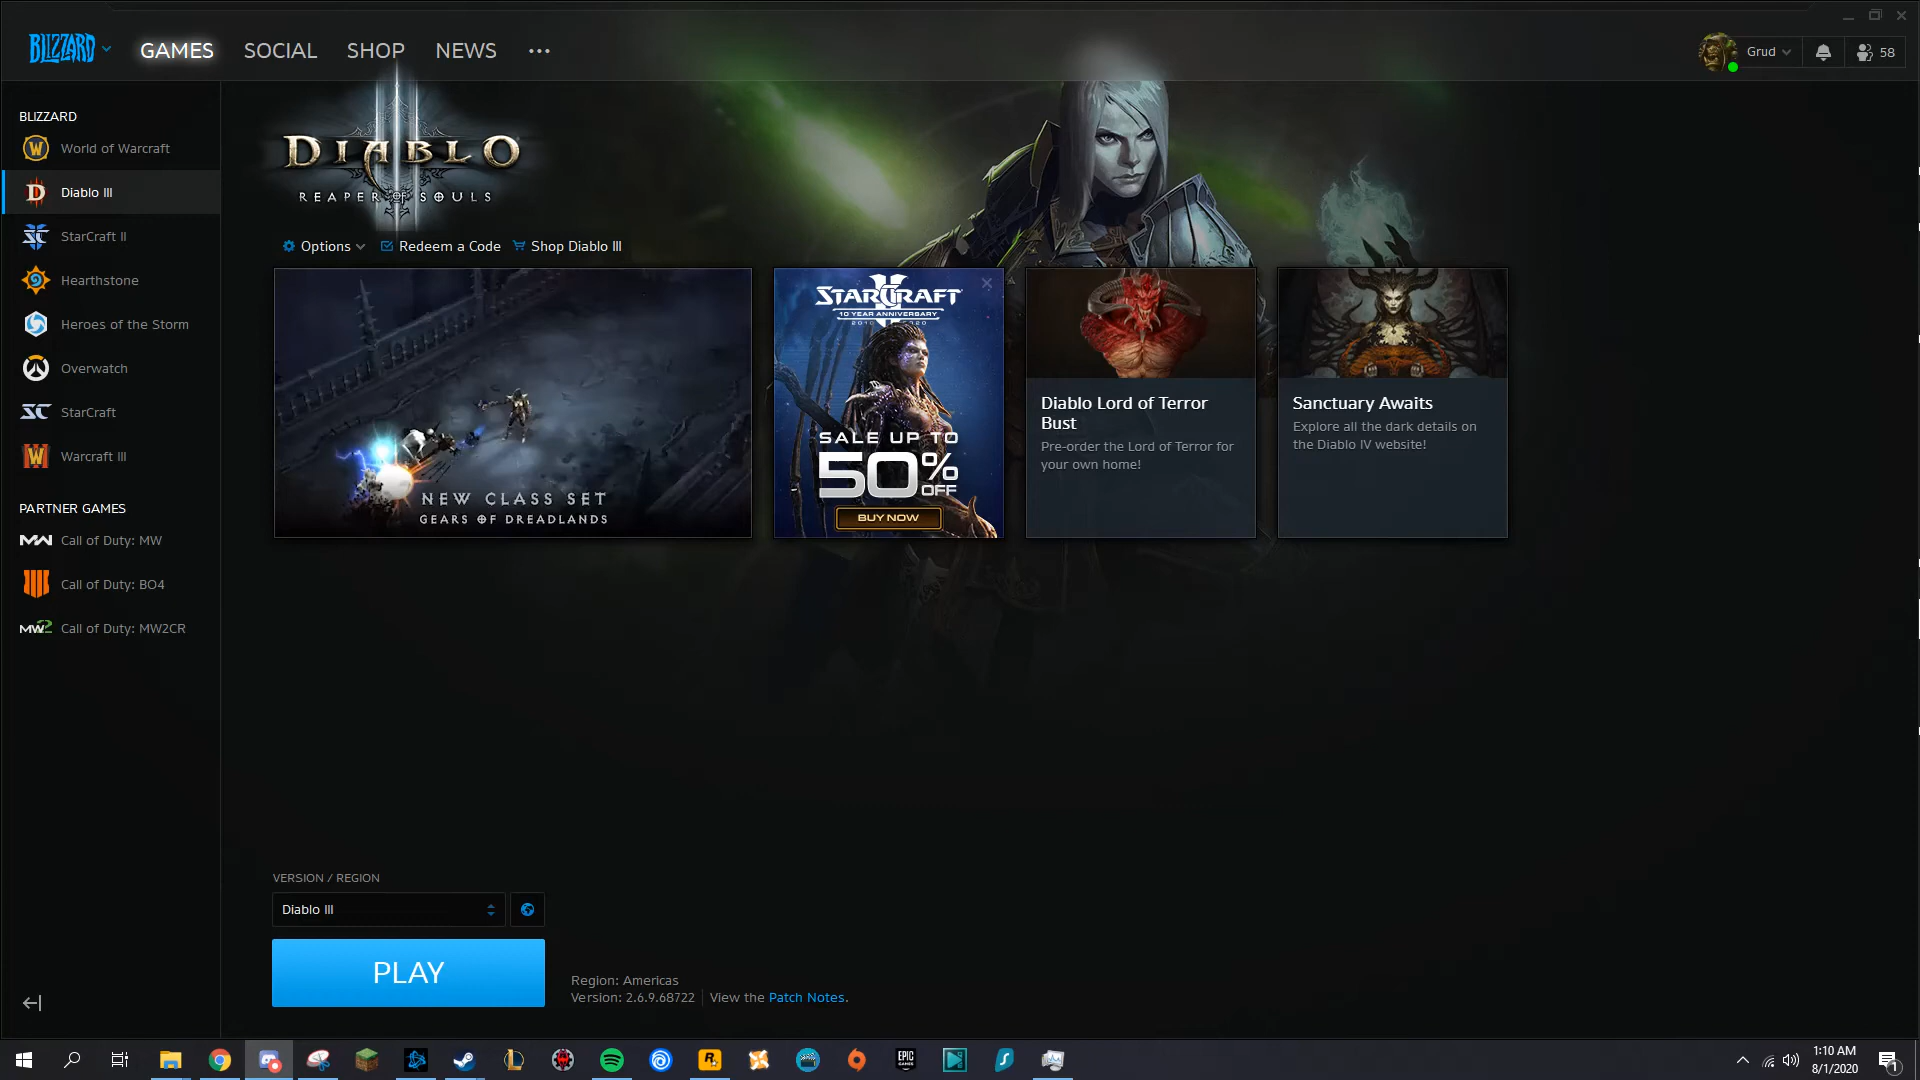 BLIZZARD
GAMES
SOCIAL
SHOP
NEWS
Grud
58
BLIZZARD
World of Warcraft
Diablo III
StarCraft II
Hearthstone
Heroes of the Storm
Overwatch
StarCraft
Warcraft III
PARTNER GAMES
Call of Duty: MW
Call of Duty: BO4
Call of Duty: MW2CR
DIABLO
REAPER OF SOULS
Options
Redeem a Code
Shop Diablo III
NEW CLASS SET
GEARS OF DREADLANDS
STARCRAFT II
10 YEAR ANNIVERSARY
2010 2020
SALE UP TO
50% OFF
BUY NOW
Diablo Lord of Terror
Bust
Pre-order the Lord of Terror for
your own home!
Sanctuary Awaits
Explore all the dark details on
the Diablo IV website!
VERSION / REGION
Diablo III
PLAY
Region: Americas
Version: 2.6.9.68722 | View the Patch Notes.
EPIC GAMES
1:10 AM
8/1/2020
1